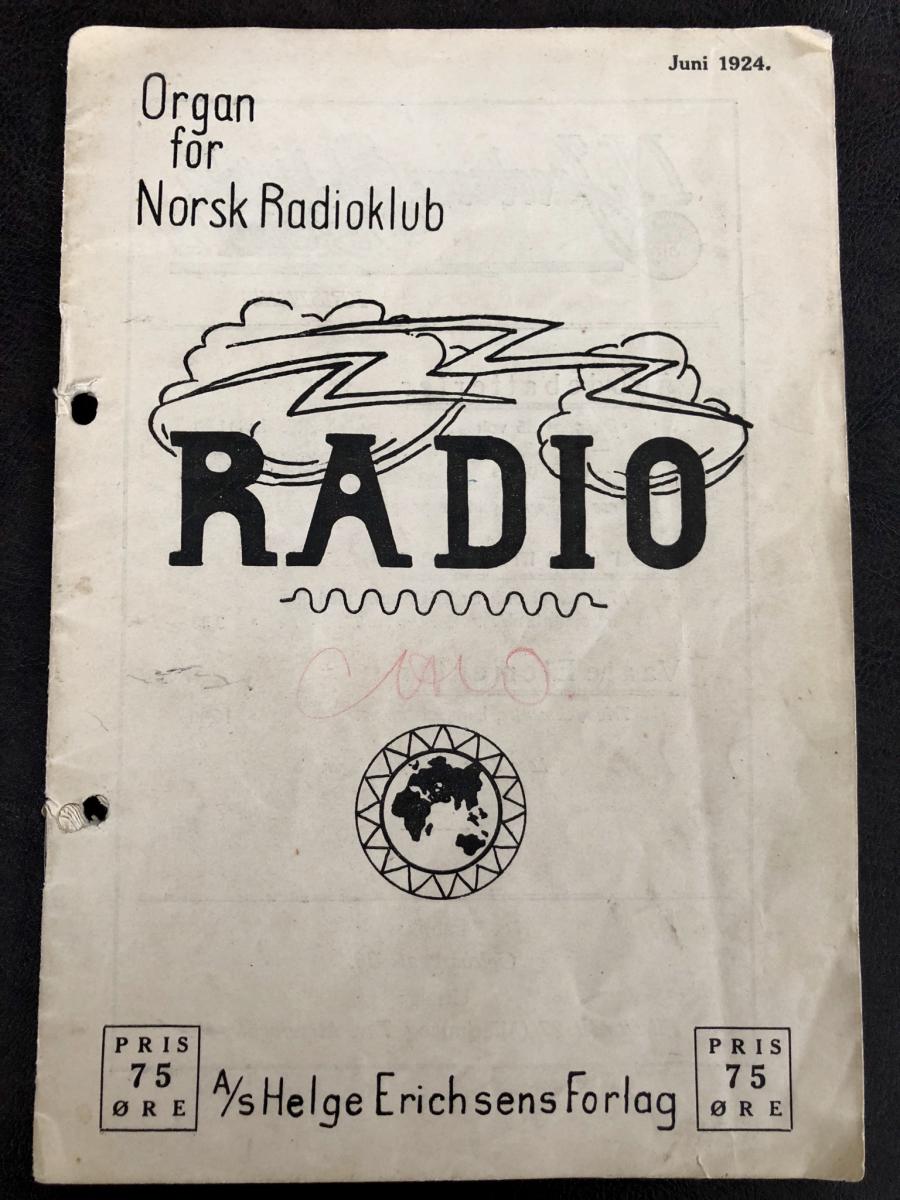 Juni 1924.
Organ
for
Norsk Radioklub
RADIO
PRIS
75
ØRE
A/s Helge Erichsens Forlag
PRIS
75
ØRE